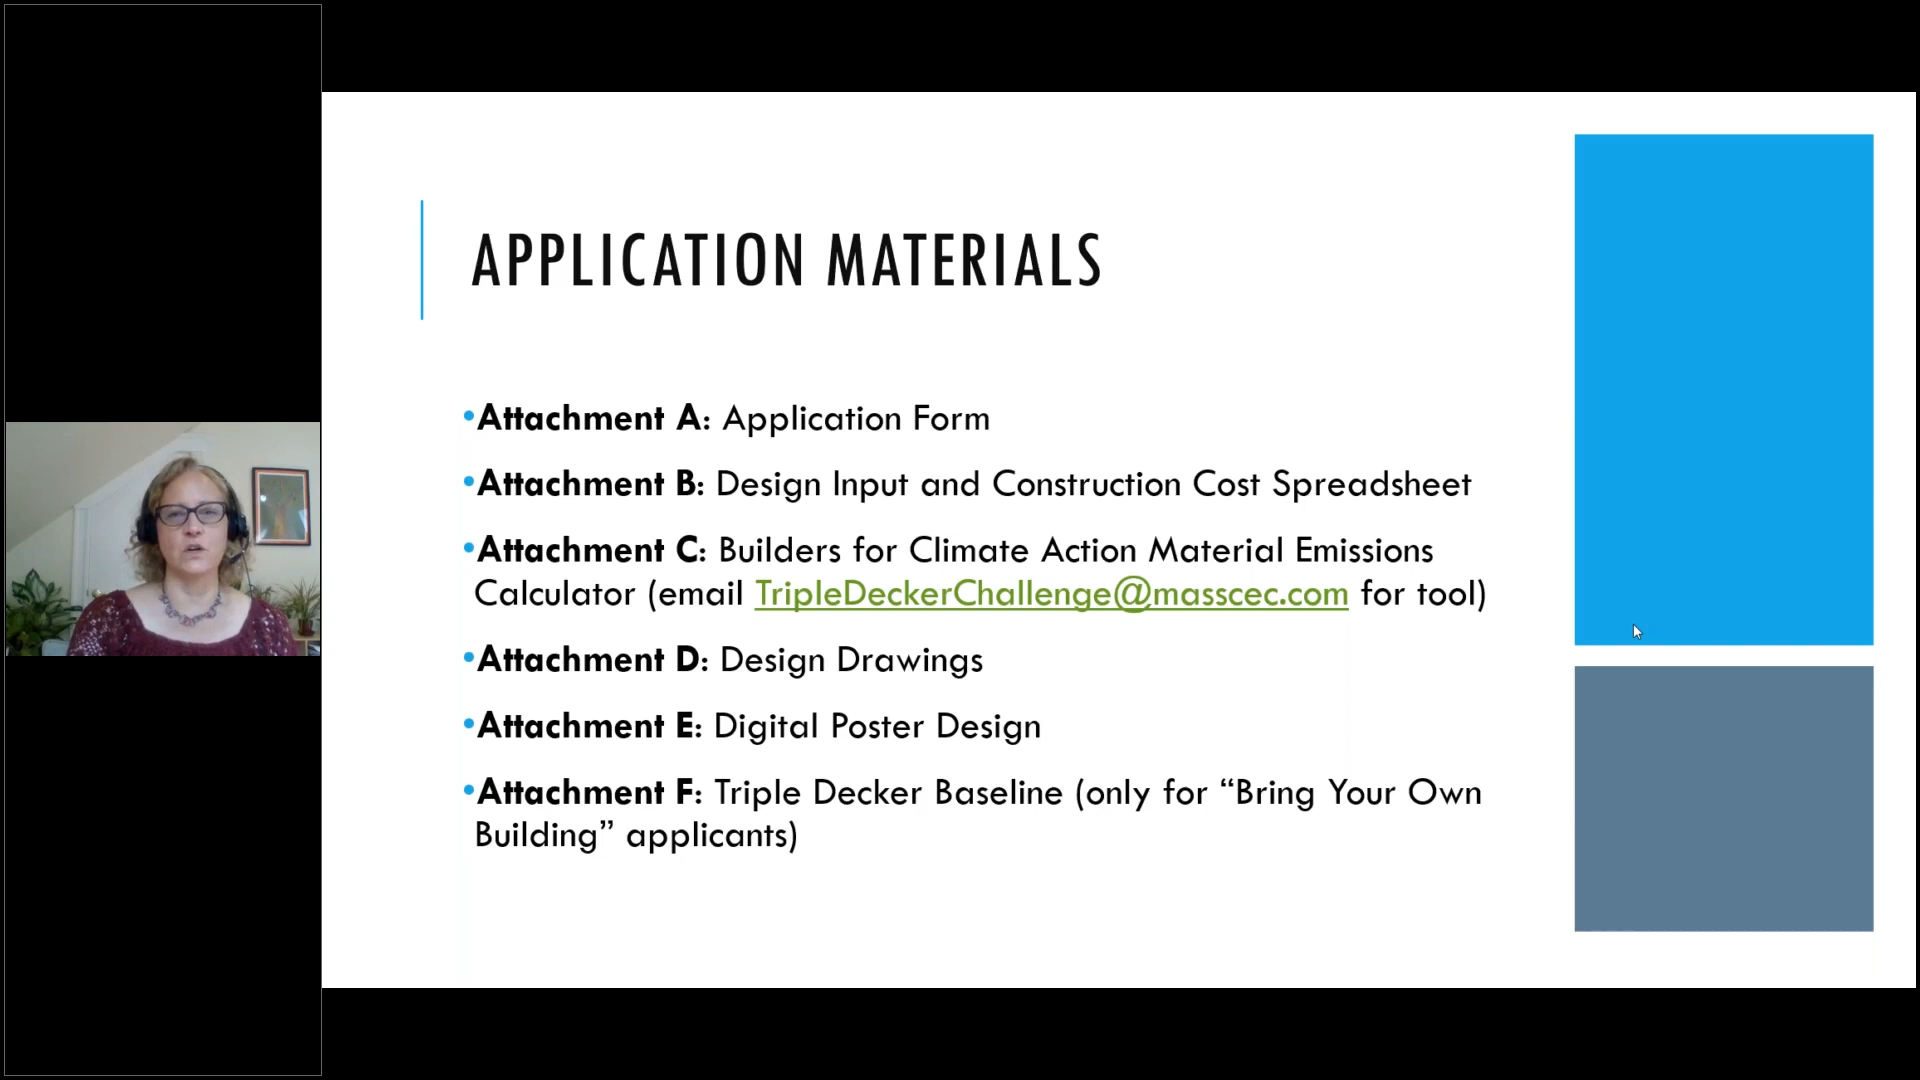 APPLICATION MATERIALS
•Attachment A: Application Form
•Attachment B: Design Input and Construction Cost Spreadsheet
•Attachment C: Builders for Climate Action Material Emissions
Calculator (email TripleDeckerChallenge@masscec.com for tool)
•Attachment D: Design Drawings
•Attachment E: Digital Poster Design
•Attachment F: Triple Decker Baseline (only for “Bring Your Own
Building” applicants)